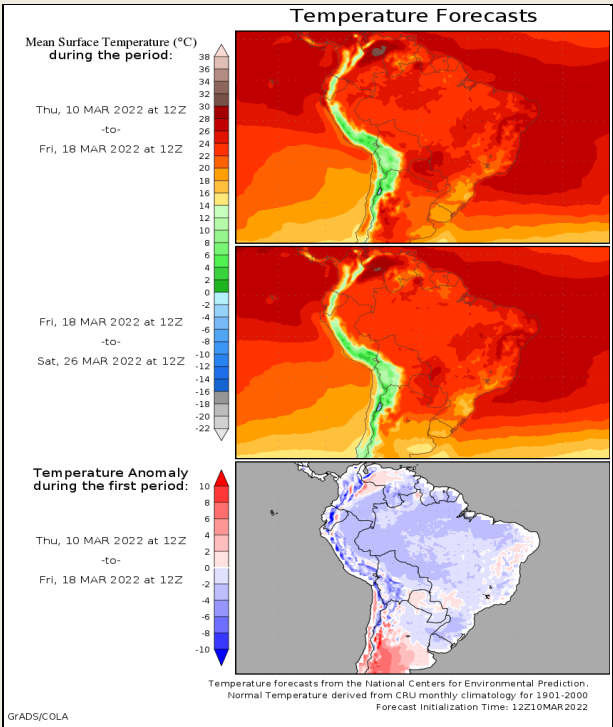 Temperature Forecasts
Mean Surface Temperature (°C)
during the period:
Thu, 10 MAR 2022 at 12Z
-to-
Fri, 18 MAR 2022 at 12Z
38
36
34
32
30
28
26
24
22
20
18
16
14
12
10
8
6
4
2
0
-2
-4
-6
-8
-10
-12
-14
-16
-18
-20
-22
Fri, 18 MAR 2022 at 12Z
-to-
Sat, 26 MAR 2022 at 12Z
Temperature Anomaly
during the first period:
Thu, 10 MAR 2022 at 12Z
-to-
Fri, 18 MAR 2022 at 12Z
10
8
6
4
2
0
-2
-4
-6
-8
-10
Temperature forecasts from the National Centers for Environmental Prediction.
Normal Temperature derived from CRU monthly climatology for 1901-2000
Forecast Initialization Time: 12Z10MAR2022
GrADS/COLA